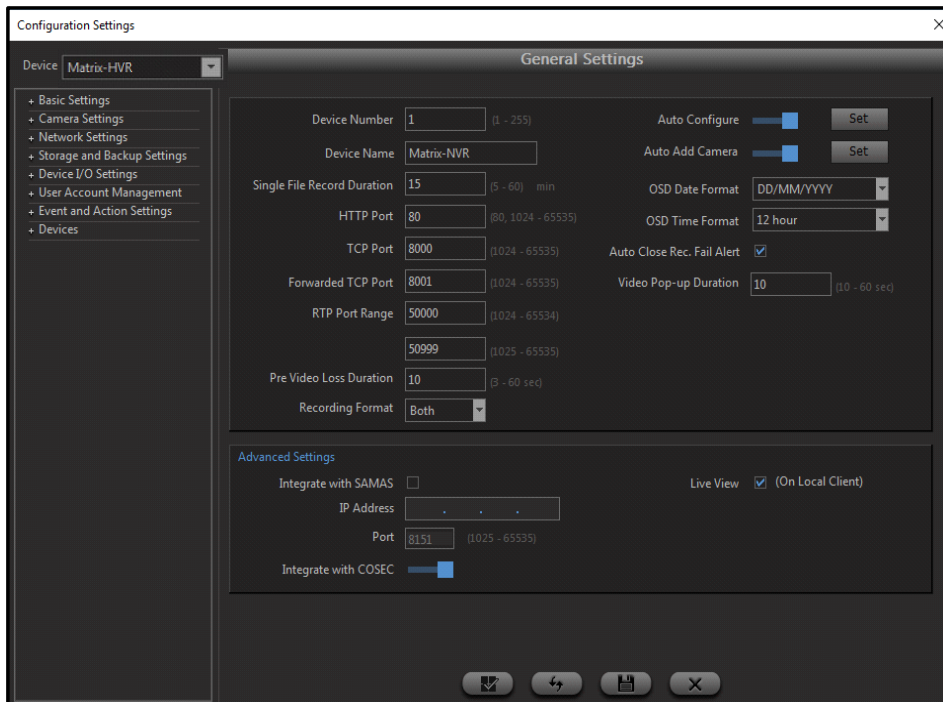 Configuration Settings
Device Matrix-HVR
General Settings
+ Basic Settings
+ Camera Settings
+ Network Settings
+ Storage and Backup Settings
+ Device I/O Settings
+ User Account Management
+ Event and Action Settings
+ Devices
Device Number 1 (1 - 255)
Device Name Matrix-NVR
Single File Record Duration 15 (5 - 60) min
HTTP Port 80 (80, 1024 - 65535)
TCP Port 8000 (1024 - 65535)
Forwarded TCP Port 8001 (1024 - 65535)
RTP Port Range 50000 (1024 - 65534)
50999 (1025 - 65535)
Pre Video Loss Duration 10 (3 - 60 sec)
Recording Format Both
Auto Configure Set
Auto Add Camera Set
OSD Date Format DD/MM/YYYY
OSD Time Format 12 hour
Auto Close Rec. Fail Alert
Video Pop-up Duration 10 (10 - 60 sec)
Advanced Settings
Integrate with SAMAS
IP Address . . .
Port 8151 (1025 - 65535)
Integrate with COSEC
Live View (On Local Client)